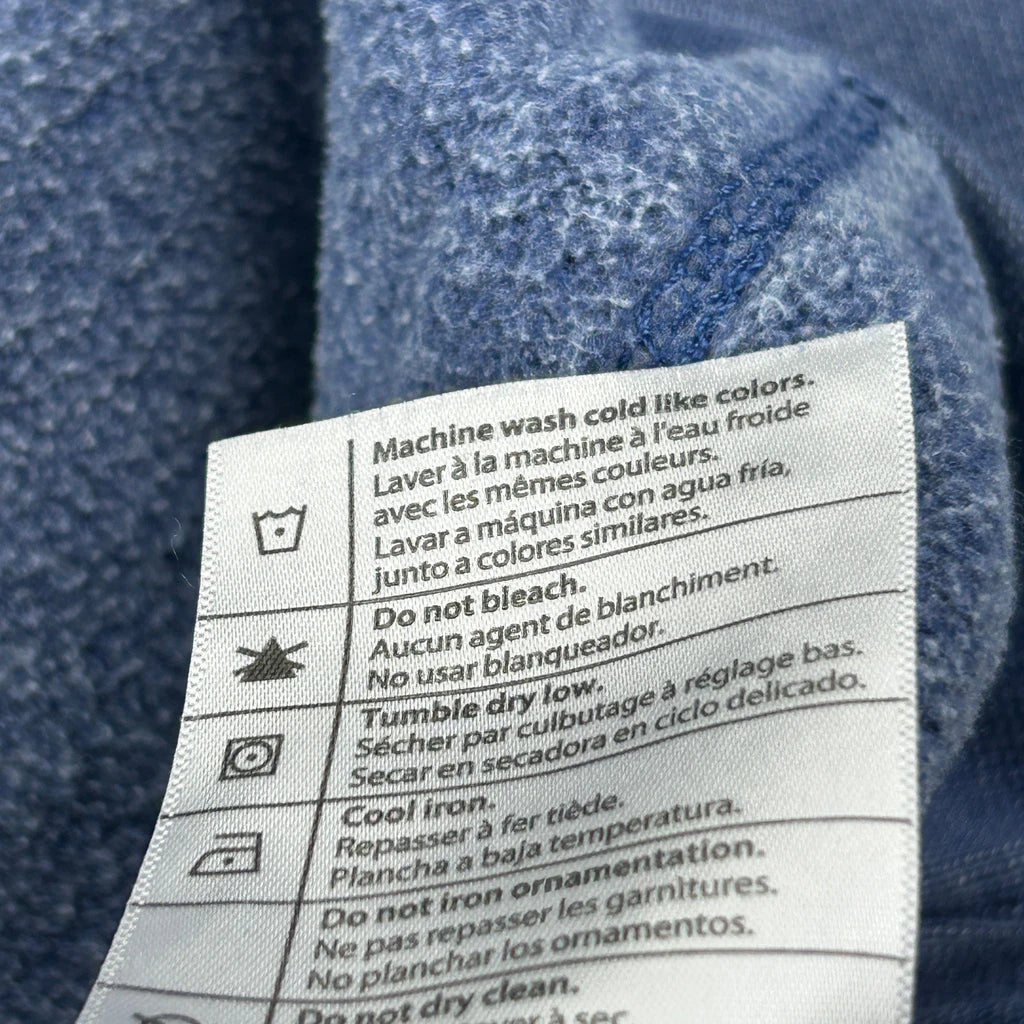 Machine wash cold like colors.
Laver à la machine à l'eau froide
avec les mêmes couleurs.
Lavar a máquina con agua fría,
junto a colores similares.
Do not bleach.
Aucun agent de blanchiment.
No usar blanqueador.
Tumble dry low.
Sécher par culbutage à réglage bas.
Secar en secadora en ciclo delicado.
Cool iron.
Repasser à fer tiède.
Plancha a baja temperatura.
Do not iron ornamentation.
Ne pas repasser les garnitures.
No planchar los ornamentos.
Do not dry clean.
à sec